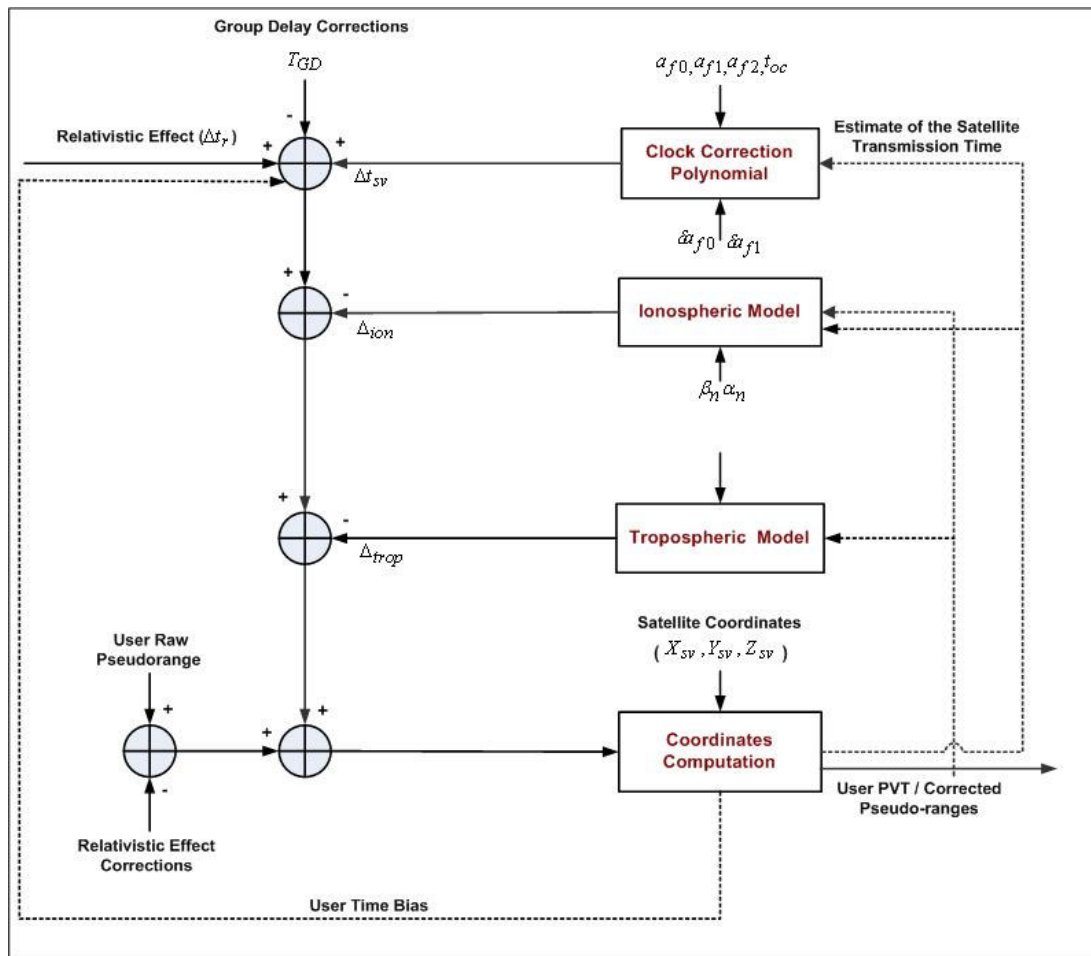 Group Delay Corrections
T_GD
a_f0, a_f1, a_f2, t_oc
-
Relativistic Effect (Δt_r)
+
+
Δt_sv
Clock Correction
Polynomial
Estimate of the Satellite
Transmission Time
δa_f0 δa_f1
+
-
Δ_ion
Ionospheric Model
β_n α_n
+
-
Δ_trop
Tropospheric Model
Satellite Coordinates
( X_sv, Y_sv, Z_sv )
User Raw
Pseudorange
+
+
+
-
Coordinates
Computation
User PVT / Corrected
Pseudo-ranges
Relativistic Effect
Corrections
User Time Bias